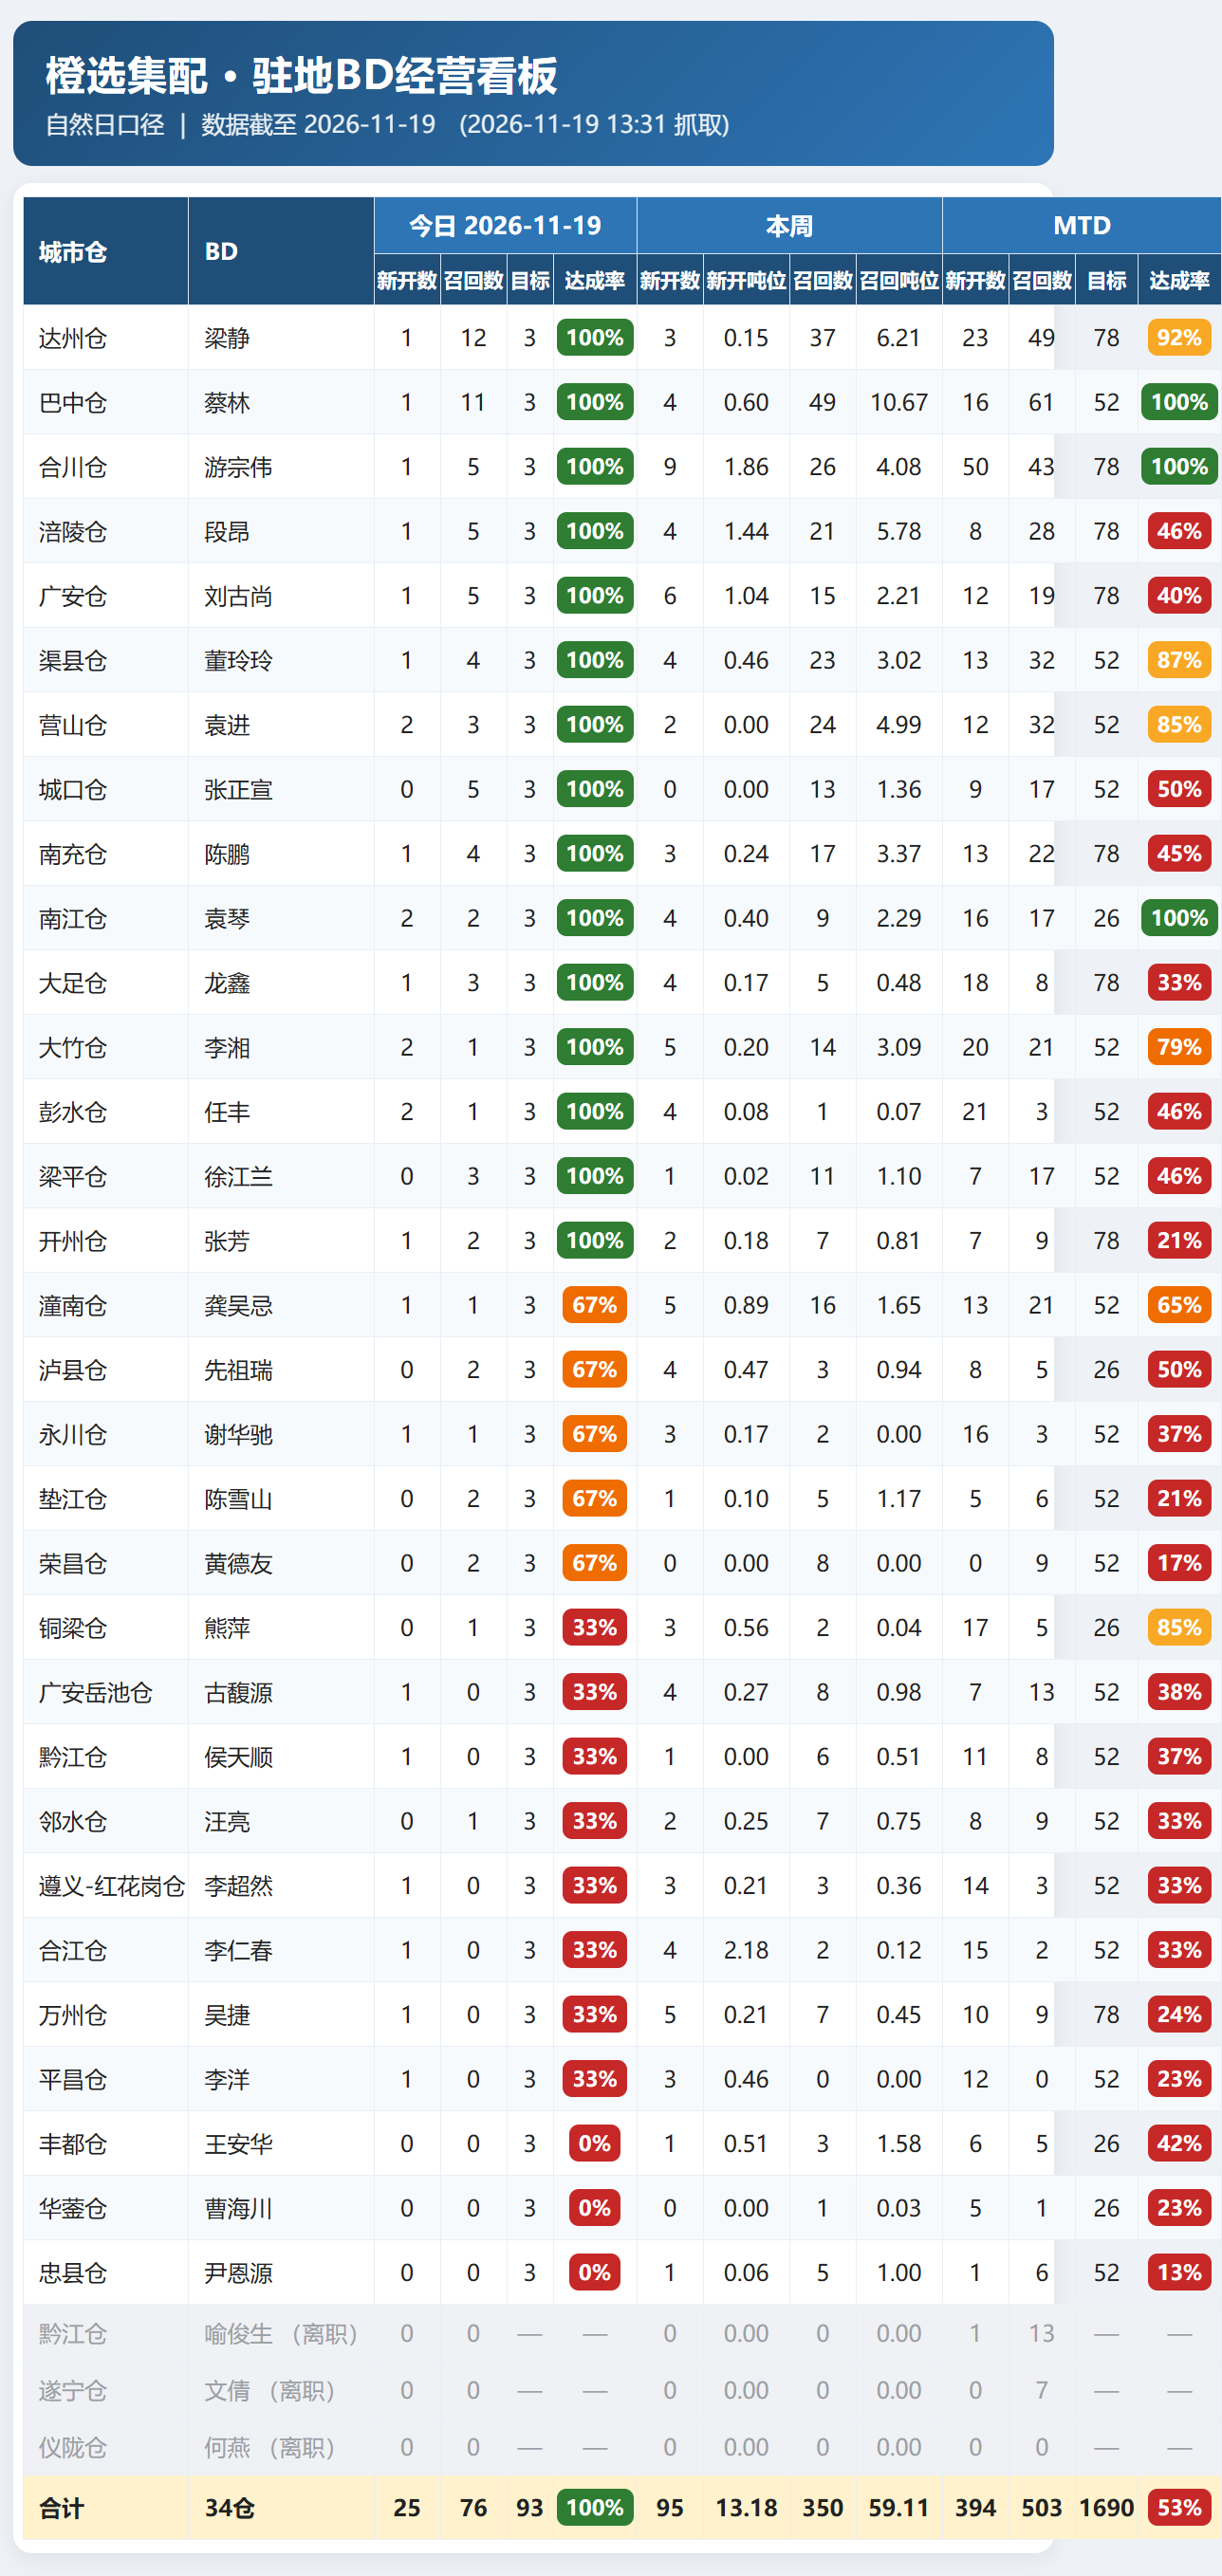 橙选集配 • 驻地BD经营看板
自然日口径 | 数据截至 2026-11-19 (2026-11-19 13:31 抓取)
城市仓 BD 今日 2026-11-19 本周 MTD
新开数 召回数 目标 达成率 新开数 新开吨位 召回数 召回吨位 新开数 召回数 目标 达成率
达州仓 梁静 1 12 3 100% 3 0.15 37 6.21 23 49 78 92%
巴中仓 蔡林 1 11 3 100% 4 0.60 49 10.67 16 61 52 100%
合川仓 游宗伟 1 5 3 100% 9 1.86 26 4.08 50 43 78 100%
涪陵仓 段昂 1 5 3 100% 4 1.44 21 5.78 8 28 78 46%
广安仓 刘古尚 1 5 3 100% 6 1.04 15 2.21 12 19 78 40%
渠县仓 董玲玲 1 4 3 100% 4 0.46 23 3.02 13 32 52 87%
营山仓 袁进 2 3 3 100% 2 0.00 24 4.99 12 32 52 85%
城口仓 张正宣 0 5 3 100% 0 0.00 13 1.36 9 17 52 50%
南充仓 陈鹏 1 4 3 100% 3 0.24 17 3.37 13 22 78 45%
南江仓 袁琴 2 2 3 100% 4 0.40 9 2.29 16 17 26 100%
大足仓 龙鑫 1 3 3 100% 4 0.17 5 0.48 18 8 78 33%
大竹仓 李湘 2 1 3 100% 5 0.20 14 3.09 20 21 52 79%
彭水仓 任丰 2 1 3 100% 4 0.08 1 0.07 21 3 52 46%
梁平仓 徐江兰 0 3 3 100% 1 0.02 11 1.10 7 17 52 46%
开州仓 张芳 1 2 3 100% 2 0.18 7 0.81 7 9 78 21%
潼南仓 龚吴忌 1 1 3 67% 5 0.89 16 1.65 13 21 52 65%
泸县仓 先祖瑞 0 2 3 67% 4 0.47 3 0.94 8 5 26 50%
永川仓 谢华驰 1 1 3 67% 3 0.17 2 0.00 16 3 52 37%
垫江仓 陈雪山 0 2 3 67% 1 0.10 5 1.17 5 6 52 21%
荣昌仓 黄德友 0 2 3 67% 0 0.00 8 0.00 0 9 52 17%
铜梁仓 熊萍 0 1 3 33% 3 0.56 2 0.04 17 5 26 85%
广安岳池仓 古馥源 1 0 3 33% 4 0.27 8 0.98 7 13 52 38%
黔江仓 侯天顺 1 0 3 33% 1 0.00 6 0.51 11 8 52 37%
邻水仓 汪亮 0 1 3 33% 2 0.25 7 0.75 8 9 52 33%
遵义-红花岗仓 李超然 1 0 3 33% 3 0.21 3 0.36 14 3 52 33%
合江仓 李仁春 1 0 3 33% 4 2.18 2 0.12 15 2 52 33%
万州仓 吴捷 1 0 3 33% 5 0.21 7 0.45 10 9 78 24%
平昌仓 李洋 1 0 3 33% 3 0.46 0 0.00 12 0 52 23%
丰都仓 王安华 0 0 3 0% 1 0.51 3 1.58 6 5 26 42%
华蓥仓 曹海川 0 0 3 0% 0 0.00 1 0.03 5 1 26 23%
忠县仓 尹恩源 0 0 3 0% 1 0.06 5 1.00 1 6 52 13%
黔江仓 喻俊生 （离职） 0 0 — — 0 0.00 0 0.00 1 13 — —
遂宁仓 文倩 （离职） 0 0 — — 0 0.00 0 0.00 0 7 — —
仪陇仓 何燕 （离职） 0 0 — — 0 0.00 0 0.00 0 0 — —
合计 34仓 25 76 93 100% 95 13.18 350 59.11 394 503 1690 53%